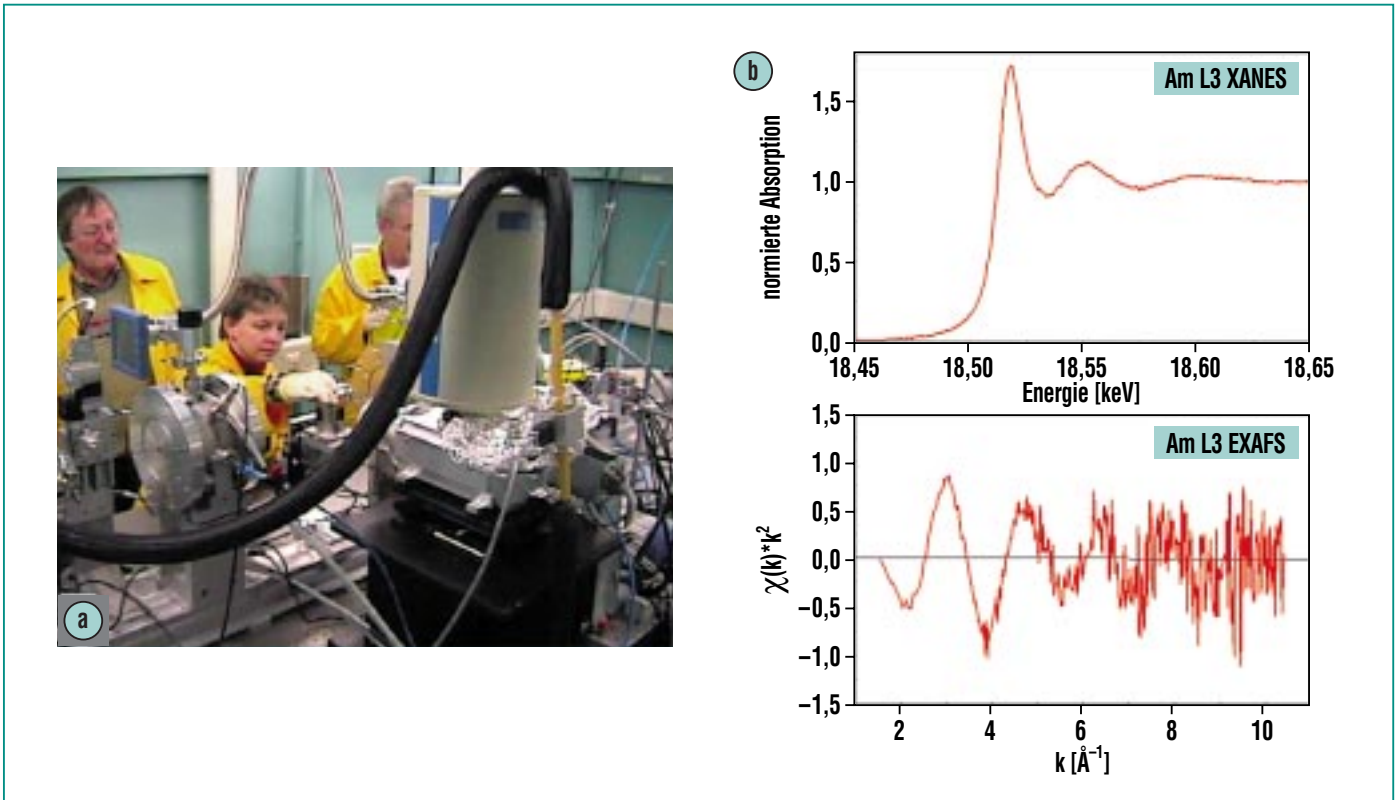 a
b
Am L3 XANES
normierte Absorption
1,5
1,0
0,5
0,0
18,45 18,50 18,55 18,60 18,65
Energie [keV]
Am L3 EXAFS
χ(k)*k²
1,5
1,0
0,5
0,0
–0,5
–1,0
–1,5
2 4 6 8 10
k [Å⁻¹]